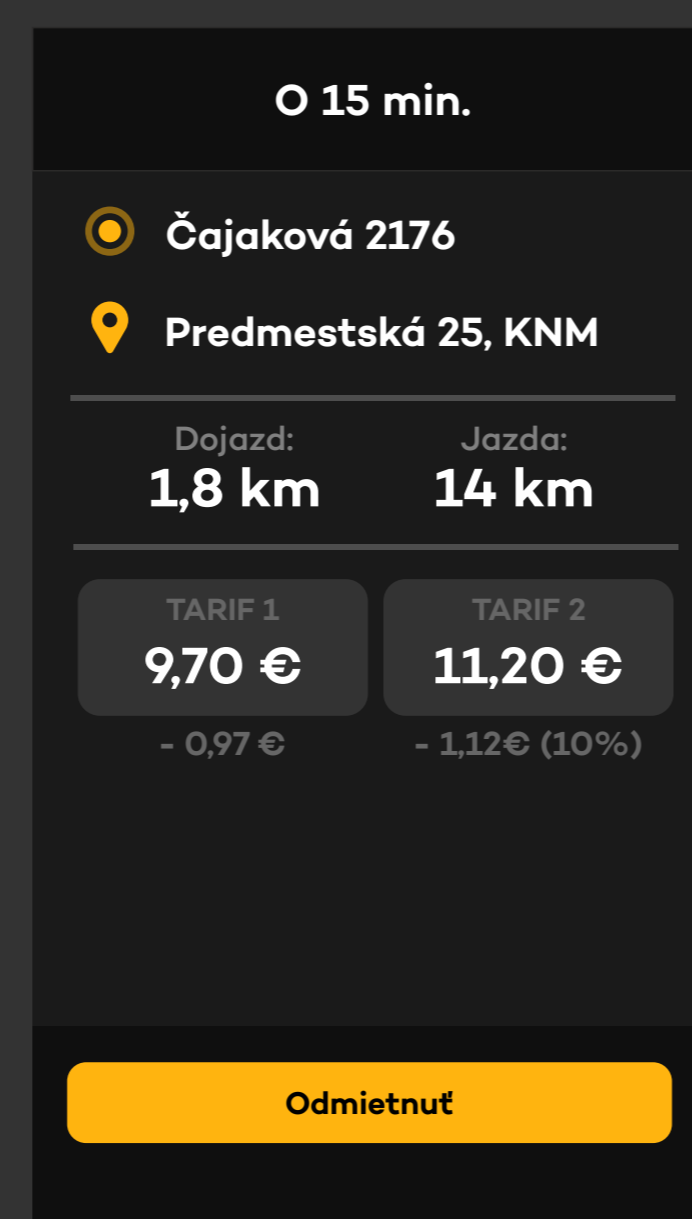 O 15 min.
Čajaková 2176
Predmestská 25, KNM
Dojazd: Jazda:
1,8 km 14 km
TARIF 1 TARIF 2
9,70 € 11,20 €
- 0,97 € - 1,12€ (10%)
Odmietnuť